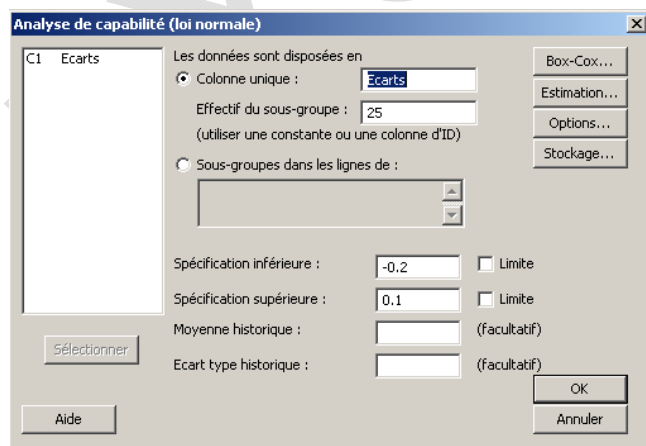 Analyse de capabilité (loi normale)
C1 Ecarts
Les données sont disposées en
Colonne unique : Ecarts
Effectif du sous-groupe : 25
(utiliser une constante ou une colonne d'ID)
Sous-groupes dans les lignes de :
Box-Cox...
Estimation...
Options...
Stockage...
Spécification inférieure : -0.2 Limite
Spécification supérieure : 0.1 Limite
Moyenne historique : (facultatif)
Ecart type historique : (facultatif)
Sélectionner
OK
Aide
Annuler